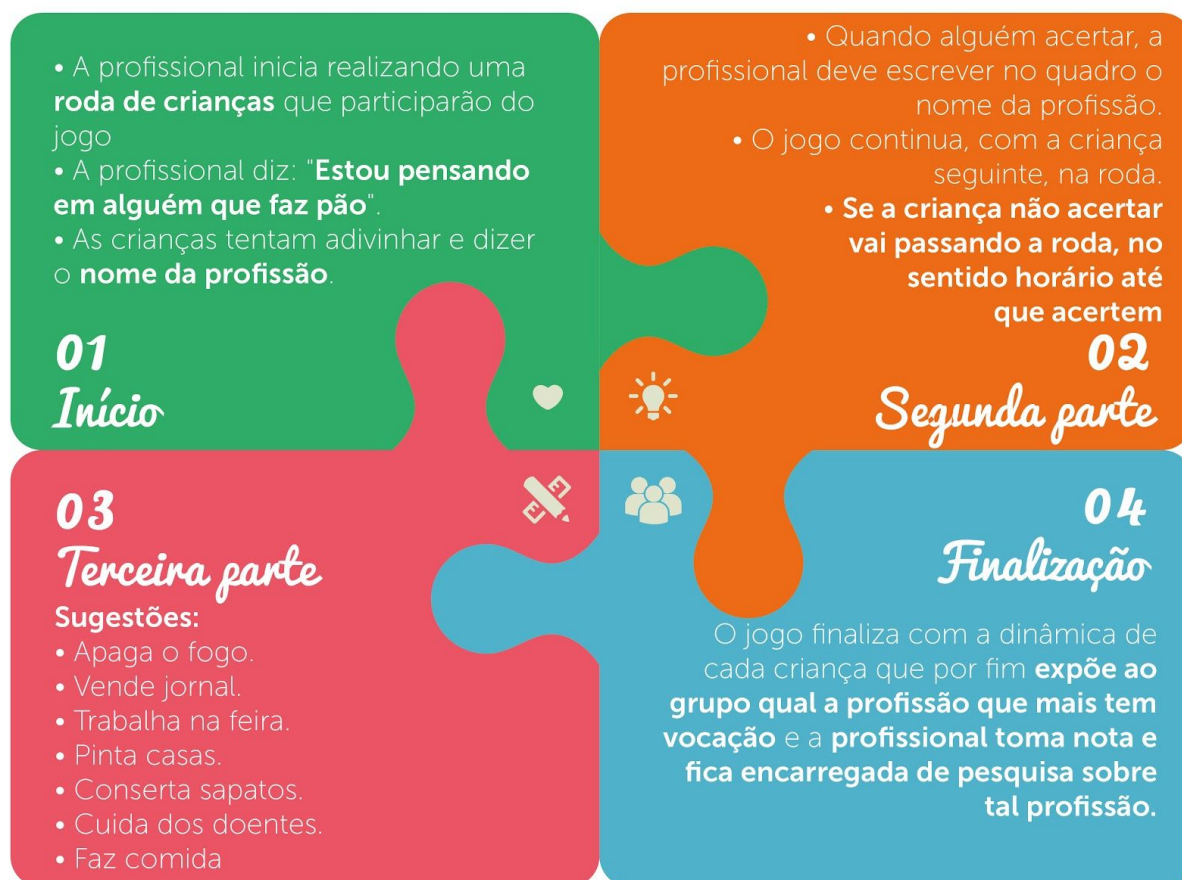 • A profissional inicia realizando uma
roda de crianças que participarão do
jogo
• A profissional diz: "Estou pensando
em alguém que faz pão".
• As crianças tentam adivinhar e dizer
o nome da profissão.
01
Início
• Quando alguém acertar, a
profissional deve escrever no quadro o
nome da profissão.
• O jogo continua, com a criança
seguinte, na roda.
• Se a criança não acertar
vai passando a roda, no
sentido horário até
que acertem
02
Segunda parte
03
Terceira parte
Sugestões:
• Apaga o fogo.
• Vende jornal.
• Trabalha na feira.
• Pinta casas.
• Conserta sapatos.
• Cuida dos doentes.
• Faz comida
04
Finalização
O jogo finaliza com a dinâmica de
cada criança que por fim expõe ao
grupo qual a profissão que mais tem
vocação e a profissional toma nota e
fica encarregada de pesquisa sobre
tal profissão.